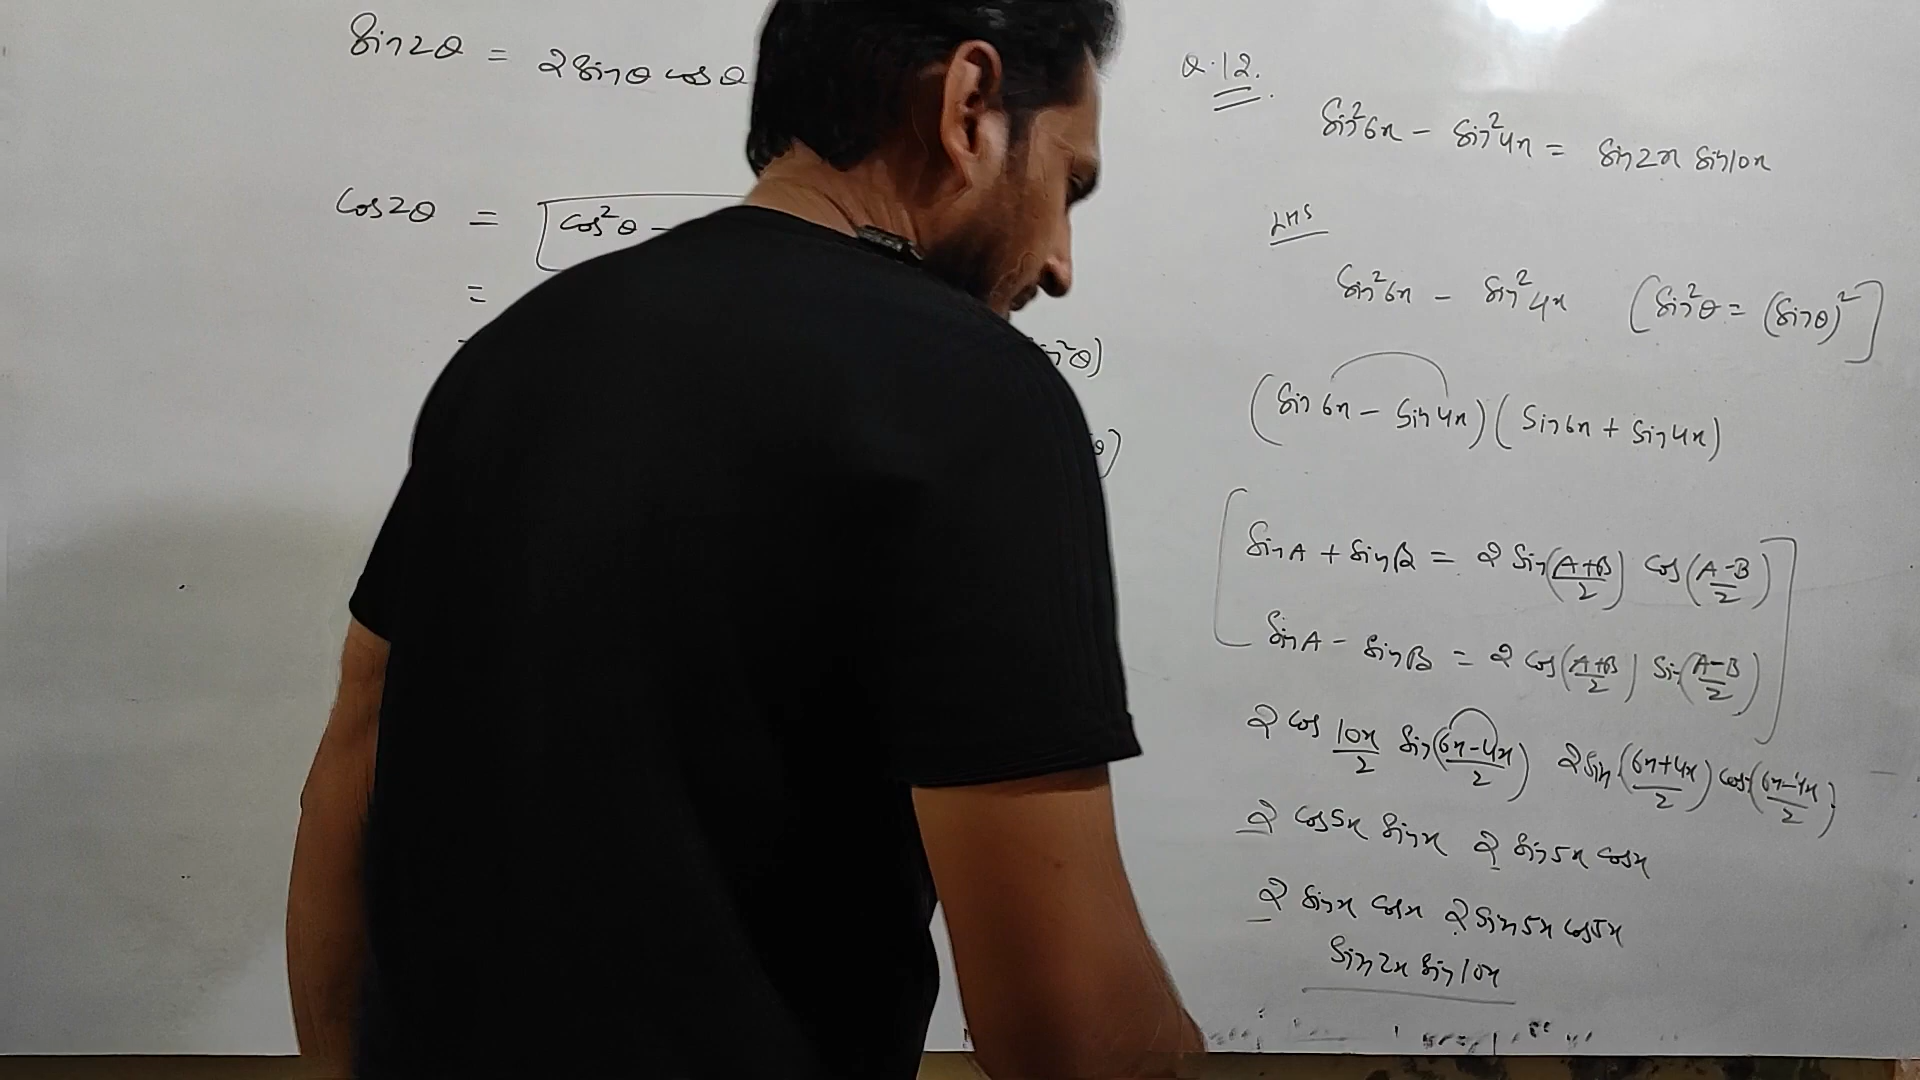 Sin2θ = 2Sinθ cosθ
Cos2θ = cos²θ –
=
θ)
Q.12.
Sin²6x – Sin²4x = Sin2x Sin10x
LHS
Sin²6x – Sin²4x [Sin²θ = (Sinθ)²]
(Sin6x – Sin4x)(Sin6x + Sin4x)
[SinA + SinB = 2 Sin(A+B/2) Cos(A-B/2)
SinA – SinB = 2 Cos(A+B/2) Sin(A-B/2)]
2 Cos 10x/2 Sin(6x-4x/2) 2Sin(6x+4x/2) Cos(6x-4x/2)
2 Cos5x Sinx 2 Sin5x Cosx
2 Sinx Cosx 2 Sin5x Cos5x
Sin2x Sin10x